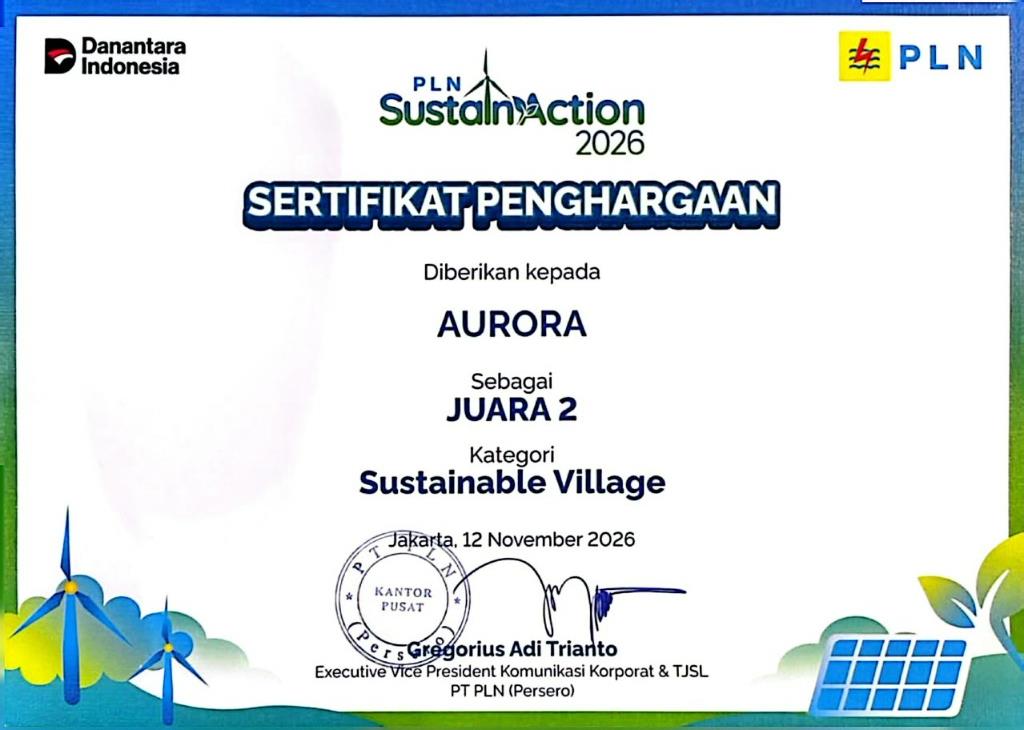 Danantara
Indonesia
PLN
PLN
SustainAction
2026
SERTIFIKAT PENGHARGAAN
Diberikan kepada
AURORA
Sebagai
JUARA 2
Kategori
Sustainable Village
Jakarta, 12 November 2026
PT PLN
KANTOR
PUSAT
(Persero)
Gregorius Adi Trianto
Executive Vice President Komunikasi Korporat & TJSL
PT PLN (Persero)